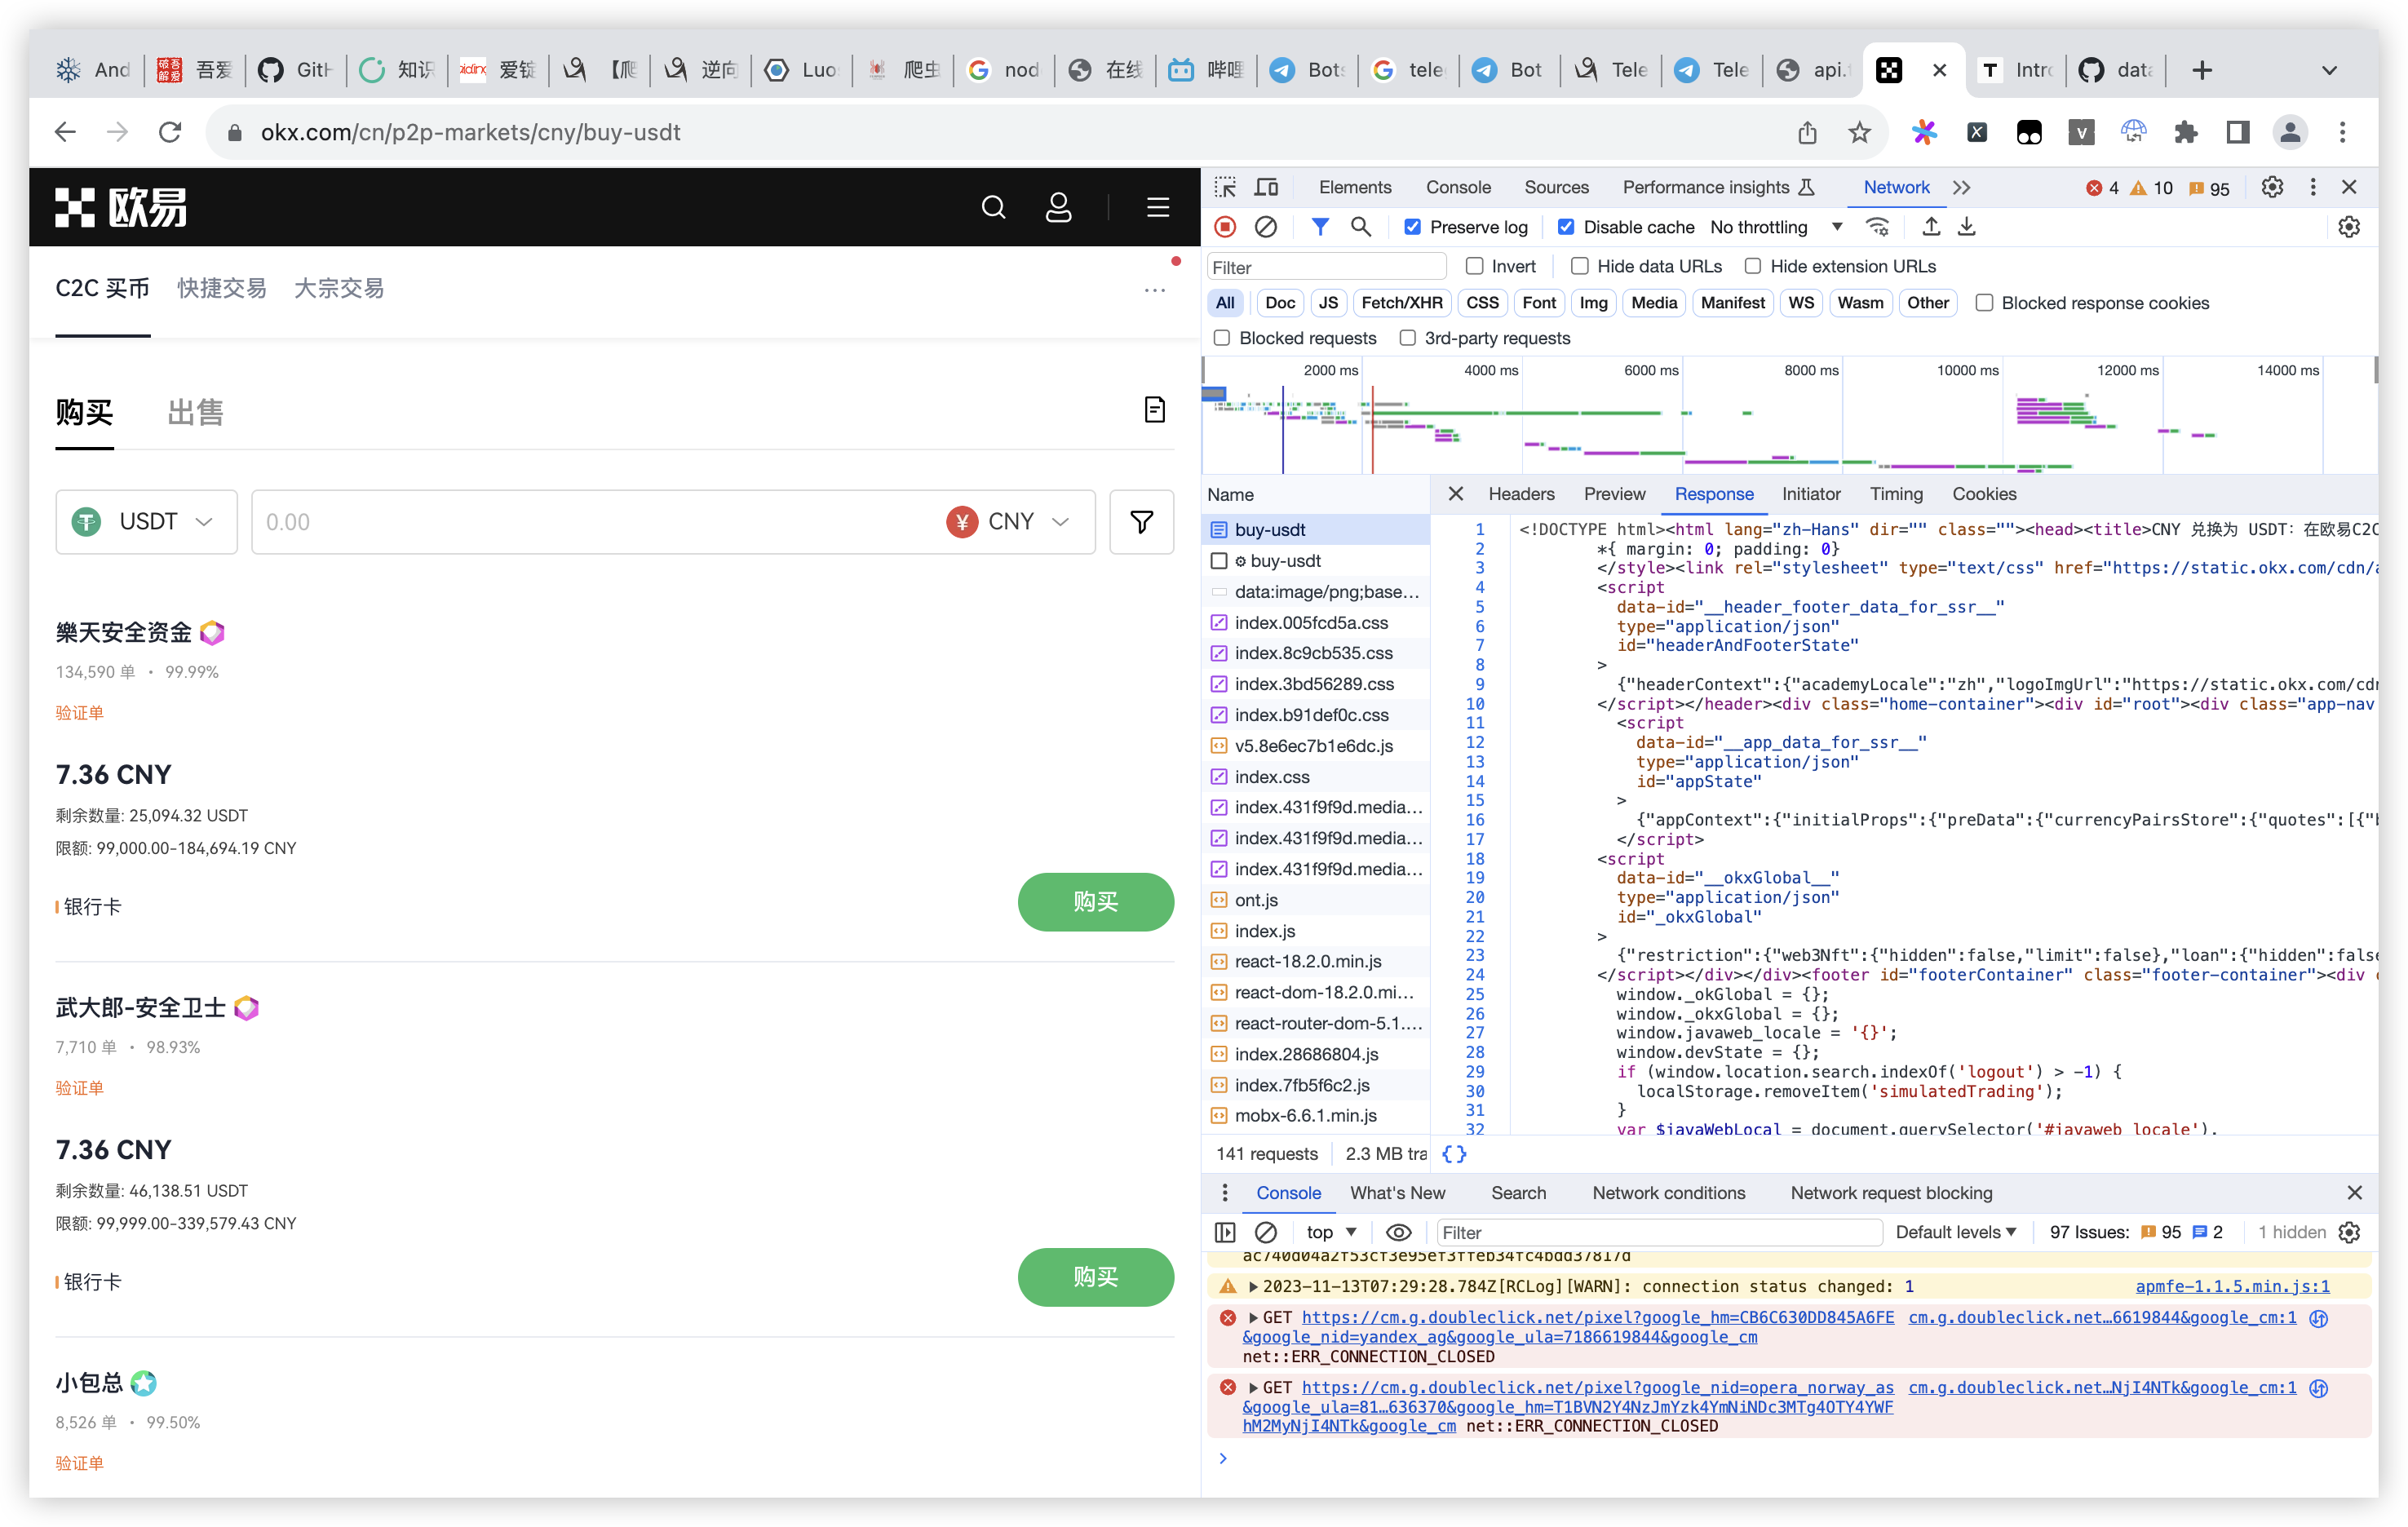 And
吾爱
GitH
知识
爱锭
【爬
逆向
Luo
爬虫
nod
在线
哔哩
Bots
tele
Bot
Tele
Tele
api.
Intro
data
okx.com/cn/p2p-markets/cny/buy-usdt
欧易
C2C 买币 快捷交易 大宗交易
购买 出售
USDT 0.00 CNY
樂天安全资金
134,590 单 · 99.99%
验证单
7.36 CNY
剩余数量: 25,094.32 USDT
限额: 99,000.00-184,694.19 CNY
银行卡 购买
武大郎-安全卫士
7,710 单 · 98.93%
验证单
7.36 CNY
剩余数量: 46,138.51 USDT
限额: 99,999.00-339,579.43 CNY
银行卡 购买
小包总
8,526 单 · 99.50%
验证单
Elements Console Sources Performance insights Network 4 10 95
Preserve log Disable cache No throttling
Filter Invert Hide data URLs Hide extension URLs
All Doc JS Fetch/XHR CSS Font Img Media Manifest WS Wasm Other Blocked response cookies
Blocked requests 3rd-party requests
2000 ms 4000 ms 6000 ms 8000 ms 10000 ms 12000 ms 14000 ms
Name
buy-usdt
buy-usdt
data:image/png;base…
index.005fcd5a.css
index.8c9cb535.css
index.3bd56289.css
index.b91def0c.css
v5.8e6ec7b1e6dc.js
index.css
index.431f9f9d.media…
index.431f9f9d.media…
index.431f9f9d.media…
ont.js
index.js
react-18.2.0.min.js
react-dom-18.2.0.mi…
react-router-dom-5.1.…
index.28686804.js
index.7fb5f6c2.js
mobx-6.6.1.min.js
141 requests 2.3 MB tra
Headers Preview Response Initiator Timing Cookies
1 <!DOCTYPE html><html lang="zh-Hans" dir="" class=""><head><title>CNY 兑换为 USDT: 在欧易C2C
2 *{ margin: 0; padding: 0}
3 </style><link rel="stylesheet" type="text/css" href="https://static.okx.com/cdn/a
4 <script
5 data-id="__header_footer_data_for_ssr__"
6 type="application/json"
7 id="headerAndFooterState"
8 >
9 {"headerContext":{"academyLocale":"zh","logoImgUrl":"https://static.okx.com/cdn
10 </script></header><div class="home-container"><div id="root"><div class="app-nav
11 <script
12 data-id="__app_data_for_ssr__"
13 type="application/json"
14 id="appState"
15 >
16 {"appContext":{"initialProps":{"preData":{"currencyPairsStore":{"quotes":[{"b
17 </script>
18 <script
19 data-id="__okxGlobal__"
20 type="application/json"
21 id="_okxGlobal"
22 >
23 {"restriction":{"web3Nft":{"hidden":false,"limit":false},"loan":{"hidden":false
24 </script></div></div><footer id="footerContainer" class="footer-container"><div c
25 window._okGlobal = {};
26 window._okxGlobal = {};
27 window.javaweb_locale = '{}';
28 window.devState = {};
29 if (window.location.search.indexOf('logout') > -1) {
30 localStorage.removeItem('simulatedTrading');
31 }
32 var $javaWebLocal = document.querySelector('#javaweb_locale').
{}
Console What's New Search Network conditions Network request blocking
top Filter Default levels 97 Issues: 95 2 1 hidden
ac740d04a2f53cf3e95ef3ffeb34fc4bdd37817d
2023-11-13T07:29:28.784Z[RCLog][WARN]: connection status changed: 1 apmfe-1.1.5.min.js:1
GET https://cm.g.doubleclick.net/pixel?google_hm=CB6C630DD845A6FE cm.g.doubleclick.net…6619844&google_cm:1
&google_nid=yandex_ag&google_ula=7186619844&google_cm
net::ERR_CONNECTION_CLOSED
GET https://cm.g.doubleclick.net/pixel?google_nid=opera_norway_as cm.g.doubleclick.net…NjI4NTk&google_cm:1
&google_ula=81…636370&google_hm=T1BVN2Y4NzJmYzk4YmNiNDc3MTg4OTY4YWF
hM2MyNjI4NTk&google_cm net::ERR_CONNECTION_CLOSED